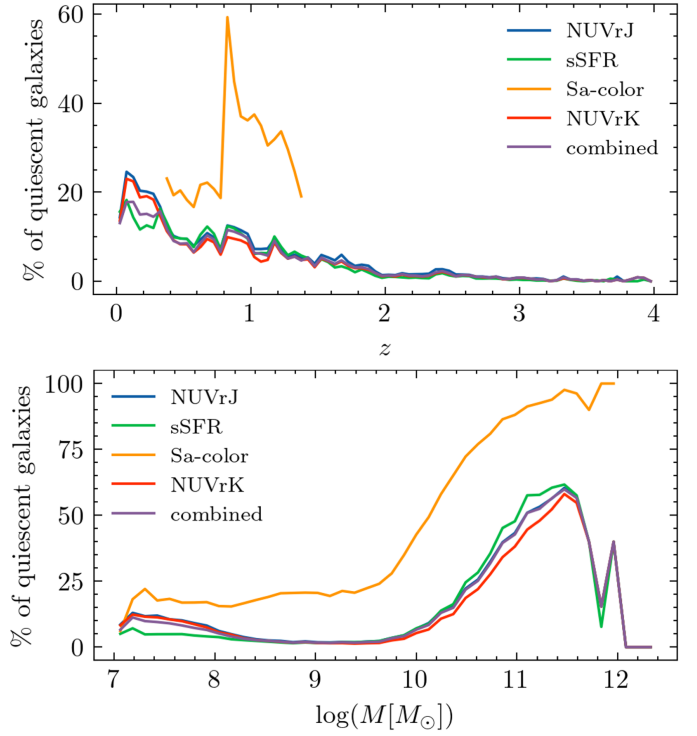 % of quiescent galaxies
60
40
20
0
NUVrJ
sSFR
Sa-color
NUVrK
combined
0 1 2 3 4
z
% of quiescent galaxies
100
75
50
25
0
NUVrJ
sSFR
Sa-color
NUVrK
combined
7 8 9 10 11 12
log(M[M⊙])